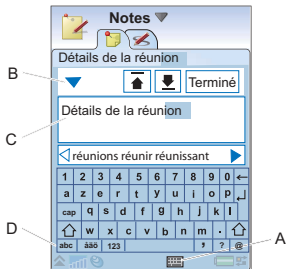 Notes
Détails de la réunion
B
Terminé
Détails de la réunion
C
réunions réunir réunissant
1 2 3 4 5 6 7 8 9 0
a z e r t y u i o p
cap q s d f g h j k l
D
w x c v b n m .
A
abc áäö 123 , ? @